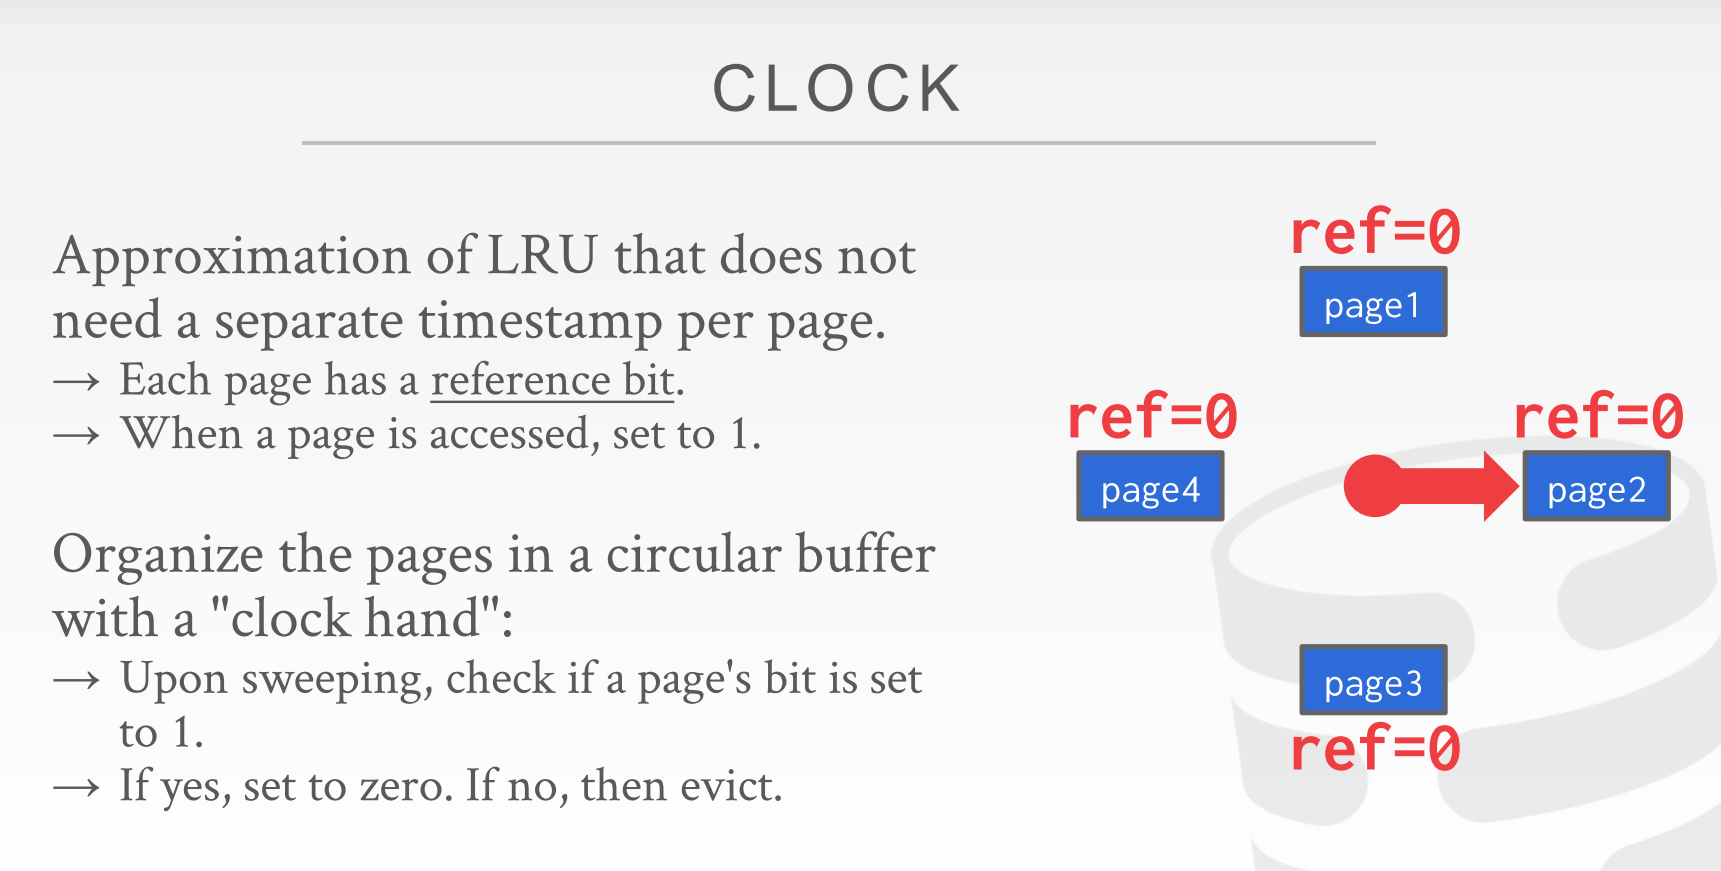 CLOCK
Approximation of LRU that does not
need a separate timestamp per page.
→ Each page has a reference bit.
→ When a page is accessed, set to 1.
Organize the pages in a circular buffer
with a "clock hand":
→ Upon sweeping, check if a page's bit is set
to 1.
→ If yes, set to zero. If no, then evict.
ref=0
page1
ref=0
page4
ref=0
page2
page3
ref=0